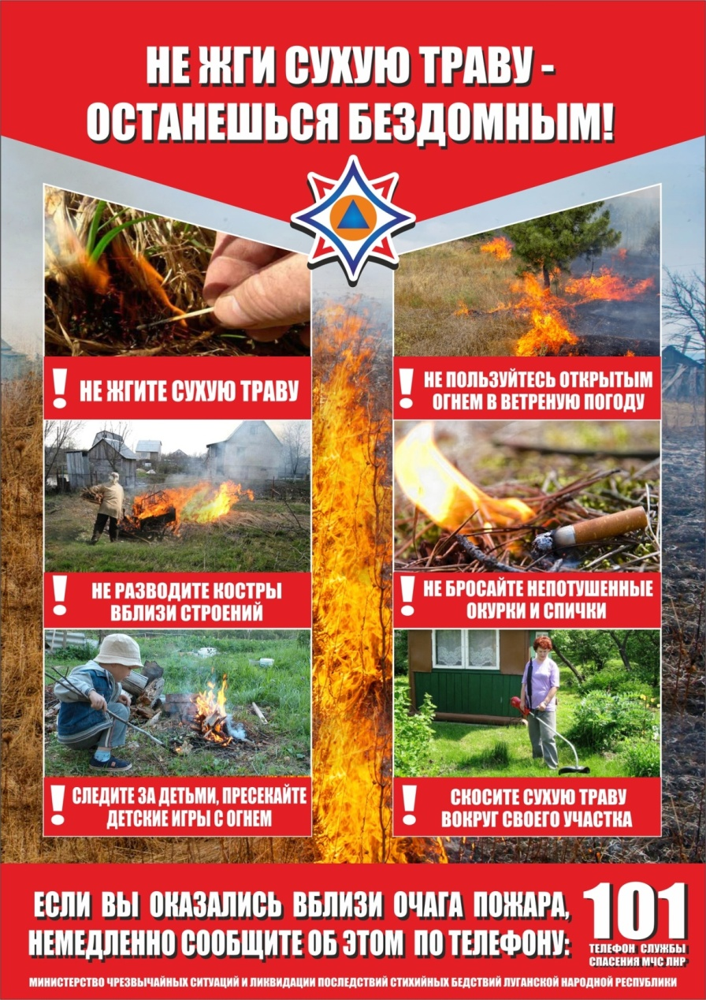 НЕ ЖГИ СУХУЮ ТРАВУ -
ОСТАНЕШЬСЯ БЕЗДОМНЫМ!
! НЕ ЖГИТЕ СУХУЮ ТРАВУ
! НЕ ПОЛЬЗУЙТЕСЬ ОТКРЫТЫМ
ОГНЕМ В ВЕТРЕНУЮ ПОГОДУ
! НЕ РАЗВОДИТЕ КОСТРЫ
ВБЛИЗИ СТРОЕНИЙ
! НЕ БРОСАЙТЕ НЕПОТУШЕННЫЕ
ОКУРКИ И СПИЧКИ
! СЛЕДИТЕ ЗА ДЕТЬМИ, ПРЕСЕКАЙТЕ
ДЕТСКИЕ ИГРЫ С ОГНЕМ
! СКОСИТЕ СУХУЮ ТРАВУ
ВОКРУГ СВОЕГО УЧАСТКА
ЕСЛИ ВЫ ОКАЗАЛИСЬ ВБЛИЗИ ОЧАГА ПОЖАРА,
НЕМЕДЛЕННО СООБЩИТЕ ОБ ЭТОМ ПО ТЕЛЕФОНУ:
101
ТЕЛЕФОН СЛУЖБЫ
СПАСЕНИЯ МЧС ЛНР
МИНИСТЕРСТВО ЧРЕЗВЫЧАЙНЫХ СИТУАЦИЙ И ЛИКВИДАЦИИ ПОСЛЕДСТВИЙ СТИХИЙНЫХ БЕДСТВИЙ ЛУГАНСКОЙ НАРОДНОЙ РЕСПУБЛИКИ